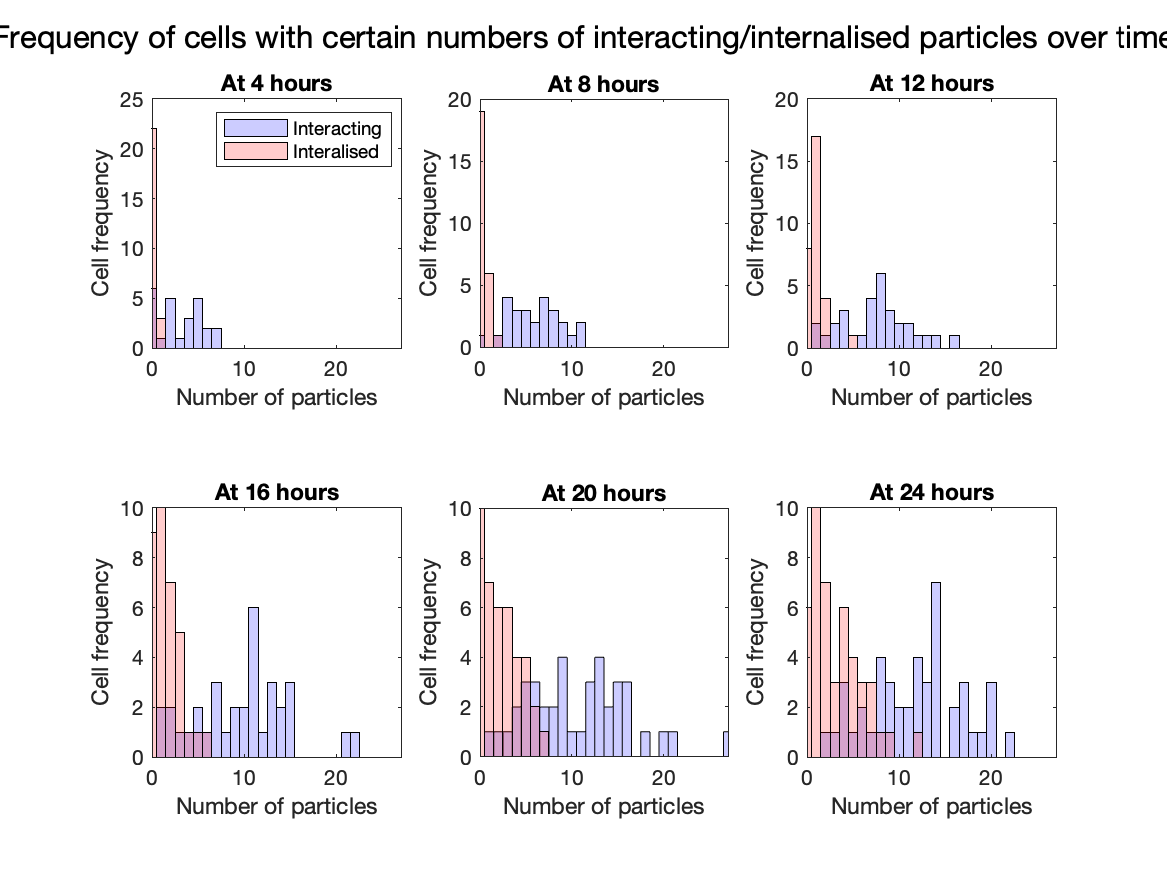 Frequency of cells with certain numbers of interacting/internalised particles over time
At 4 hours
25
20
15
10
5
0
0 10 20
Cell frequency
Number of particles
Interacting
Interalised
At 8 hours
20
15
10
5
0
0 10 20
Cell frequency
Number of particles
At 12 hours
20
15
10
5
0
0 10 20
Cell frequency
Number of particles
At 16 hours
10
8
6
4
2
0
0 10 20
Cell frequency
Number of particles
At 20 hours
10
8
6
4
2
0
0 10 20
Cell frequency
Number of particles
At 24 hours
10
8
6
4
2
0
0 10 20
Cell frequency
Number of particles